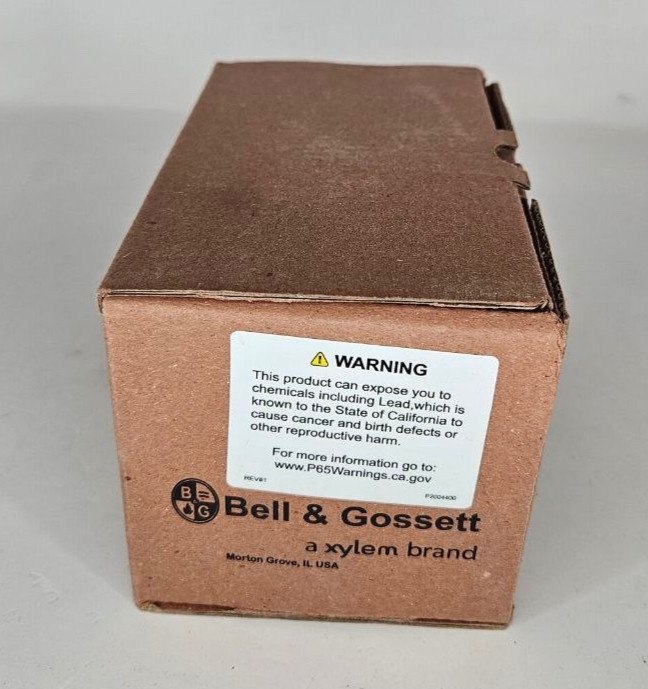 ⚠ WARNING
This product can expose you to
chemicals including Lead,which is
known to the State of California to
cause cancer and birth defects or
other reproductive harm.
For more information go to:
www.P65Warnings.ca.gov
REV#1 P2004400
B G
Bell & Gossett
a xylem brand
Morton Grove, IL USA